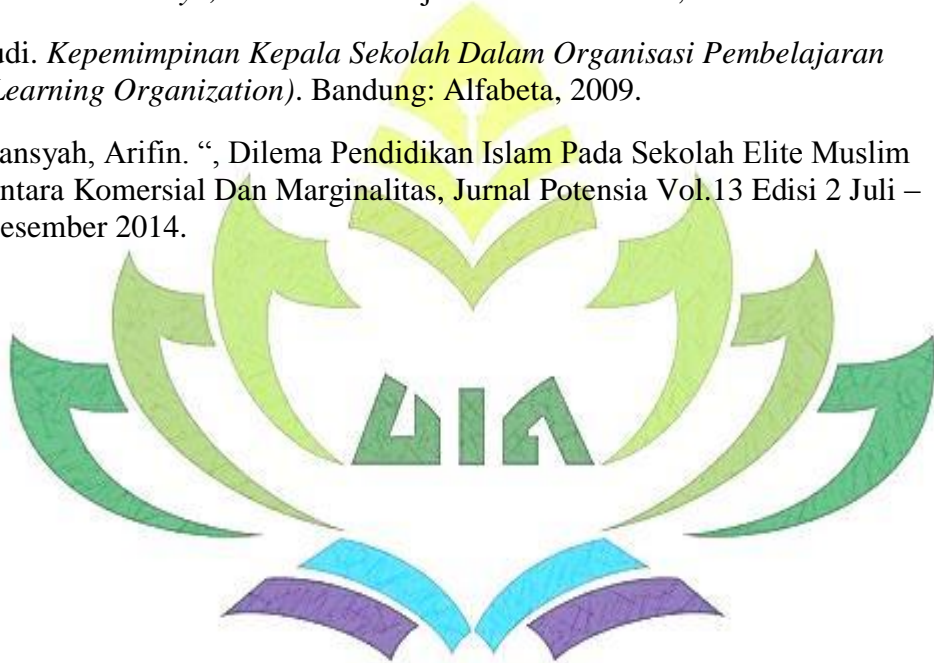 udi. Kepemimpinan Kepala Sekolah Dalam Organisasi Pembelajaran
Learning Organization). Bandung: Alfabeta, 2009.
ansyah, Arifin. “, Dilema Pendidikan Islam Pada Sekolah Elite Muslim
ntara Komersial Dan Marginalitas, Jurnal Potensia Vol.13 Edisi 2 Juli –
esember 2014.
UIN